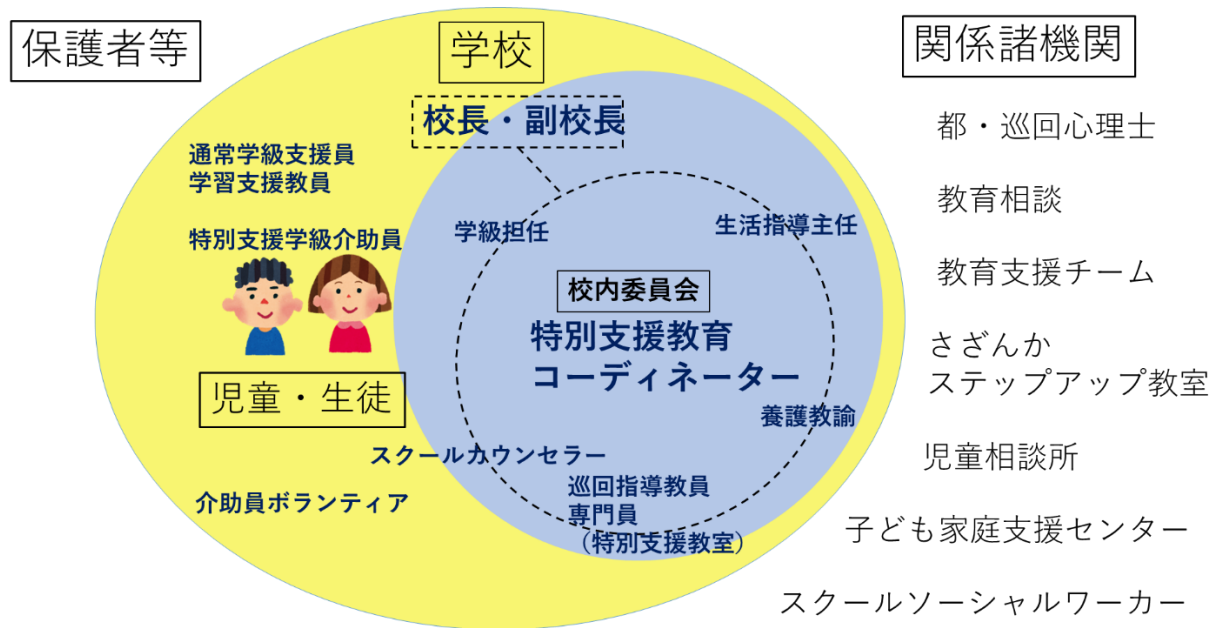 保護者等
学校
関係諸機関
校長・副校長
通常学級支援員
学習支援教員
特別支援学級介助員
児童・生徒
介助員ボランティア
学級担任
生活指導主任
校内委員会
特別支援教育
コーディネーター
養護教諭
スクールカウンセラー
巡回指導教員
専門員
（特別支援教室）
都・巡回心理士
教育相談
教育支援チーム
さざんか
ステップアップ教室
児童相談所
子ども家庭支援センター
スクールソーシャルワーカー